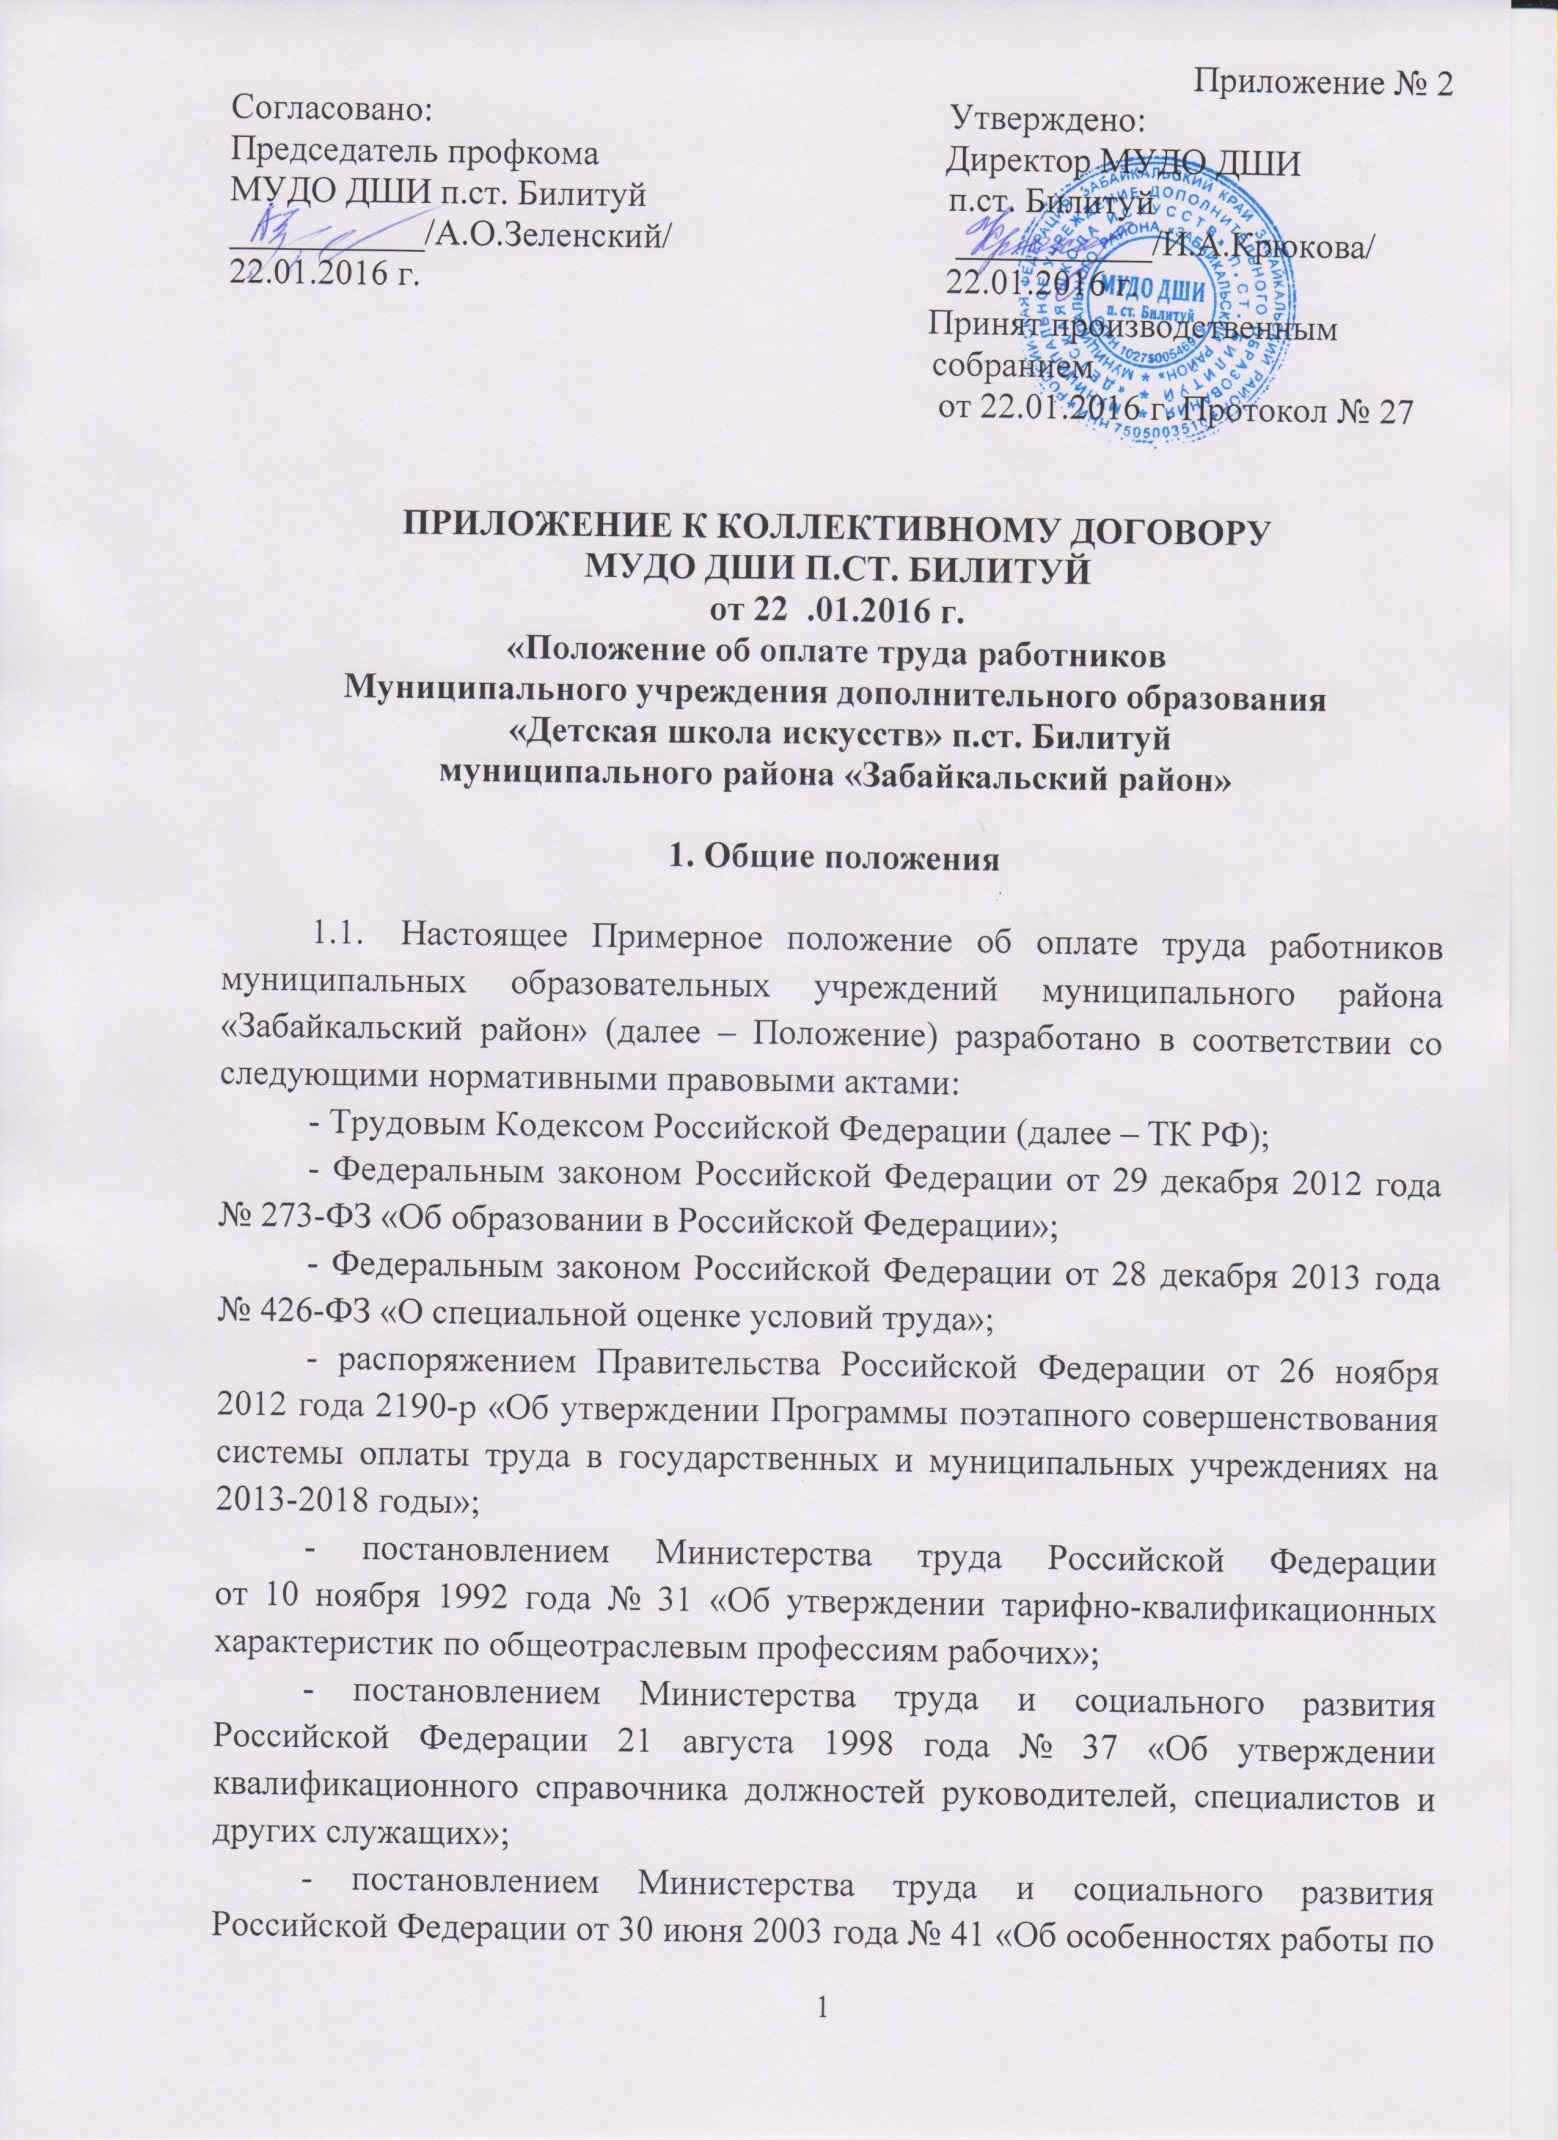 Приложение № 2
Согласовано:
Председатель профкома
МУДО ДШИ п.ст. Билитуй
___________/А.О.Зеленский/
22.01.2016 г.
Утверждено:
Директор МУДО ДШИ
п.ст. Билитуй
___________/И.А.Крюкова/
22.01.2016 г.
Принят производственным
собранием
от 22.01.2016 г. Протокол № 27
МУДО ДШИ
п. ст. Билитуй
ПРИЛОЖЕНИЕ К КОЛЛЕКТИВНОМУ ДОГОВОРУ
МУДО ДШИ П.СТ. БИЛИТУЙ
от 22 .01.2016 г.
«Положение об оплате труда работников
Муниципального учреждения дополнительного образования
«Детская школа искусств» п.ст. Билитуй
муниципального района «Забайкальский район»
1. Общие положения
1.1. Настоящее Примерное положение об оплате труда работников
муниципальных образовательных учреждений муниципального района
«Забайкальский район» (далее – Положение) разработано в соответствии со
следующими нормативными правовыми актами:
- Трудовым Кодексом Российской Федерации (далее – ТК РФ);
- Федеральным законом Российской Федерации от 29 декабря 2012 года
№ 273-ФЗ «Об образовании в Российской Федерации»;
- Федеральным законом Российской Федерации от 28 декабря 2013 года
№ 426-ФЗ «О специальной оценке условий труда»;
- распоряжением Правительства Российской Федерации от 26 ноября
2012 года 2190-р «Об утверждении Программы поэтапного совершенствования
системы оплаты труда в государственных и муниципальных учреждениях на
2013-2018 годы»;
- постановлением Министерства труда Российской Федерации
от 10 ноября 1992 года № 31 «Об утверждении тарифно-квалификационных
характеристик по общеотраслевым профессиям рабочих»;
- постановлением Министерства труда и социального развития
Российской Федерации 21 августа 1998 года № 37 «Об утверждении
квалификационного справочника должностей руководителей, специалистов и
других служащих»;
- постановлением Министерства труда и социального развития
Российской Федерации от 30 июня 2003 года № 41 «Об особенностях работы по
1